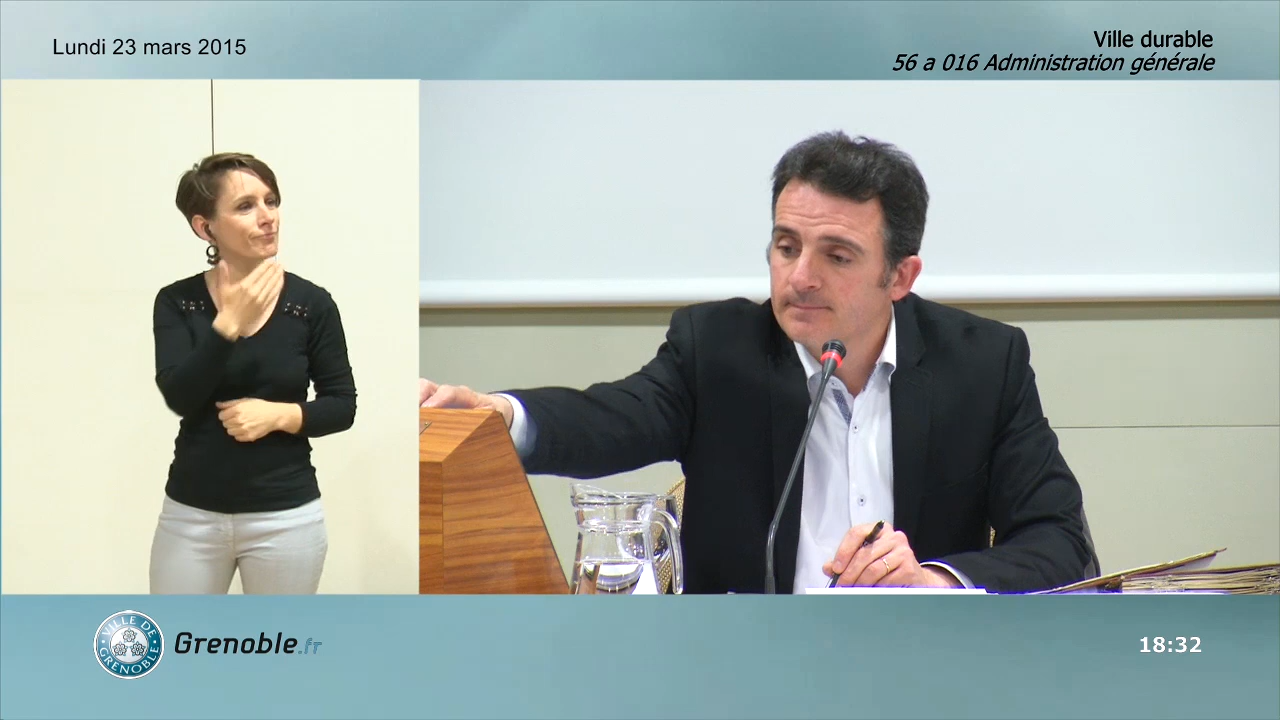 Lundi 23 mars 2015
Ville durable
56 a 016 Administration générale
VILLE DE GRENOBLE
Grenoble.fr
18:32